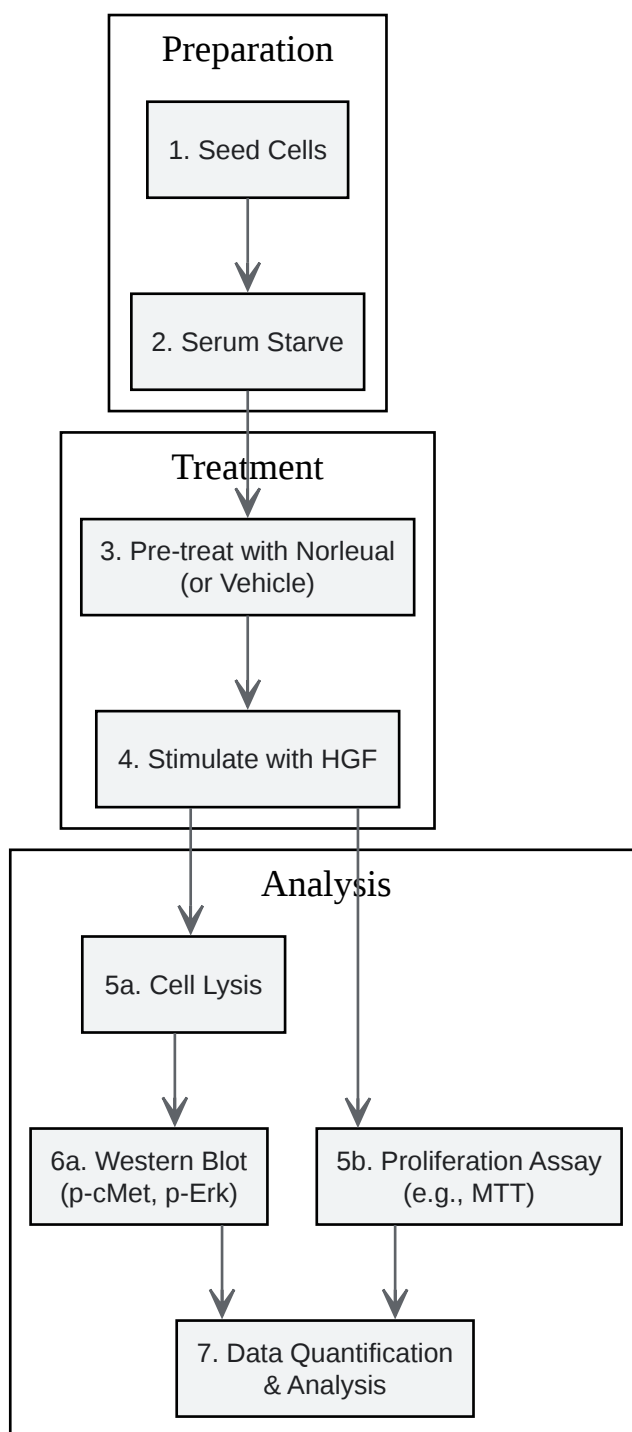 Preparation
1. Seed Cells
2. Serum Starve
Treatment
3. Pre-treat with Norleual
(or Vehicle)
4. Stimulate with HGF
Analysis
5a. Cell Lysis
6a. Western Blot
(p-cMet, p-Erk)
5b. Proliferation Assay
(e.g., MTT)
7. Data Quantification
& Analysis